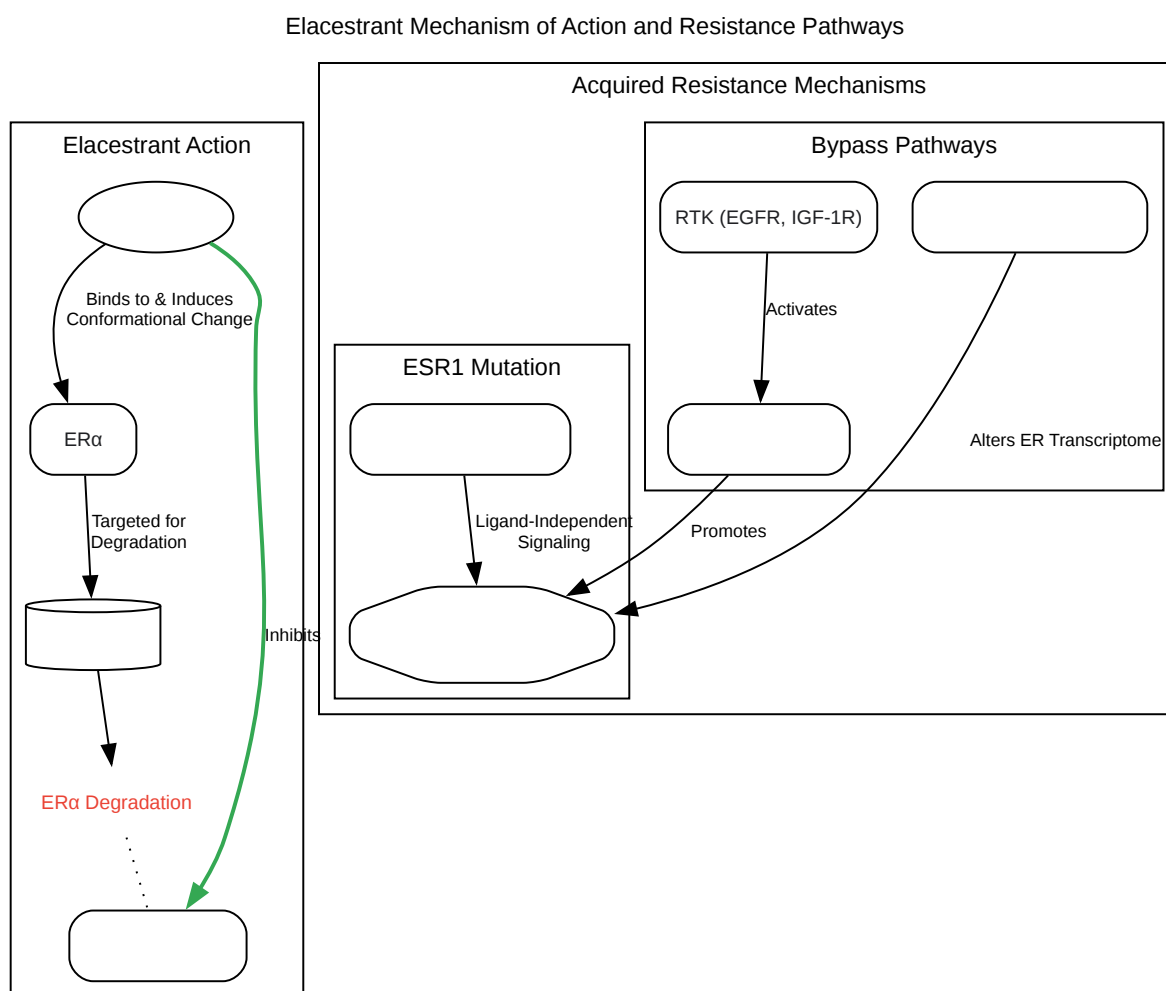 Elacestrant Mechanism of Action and Resistance Pathways
Acquired Resistance Mechanisms
Elacestrant Action
Bypass Pathways
RTK (EGFR, IGF-1R)
Binds to & Induces
Conformational Change
Activates
ESR1 Mutation
ERα
Alters ER Transcriptome
Targeted for
Degradation
Ligand-Independent
Signaling
Promotes
Inhibits
ERα Degradation